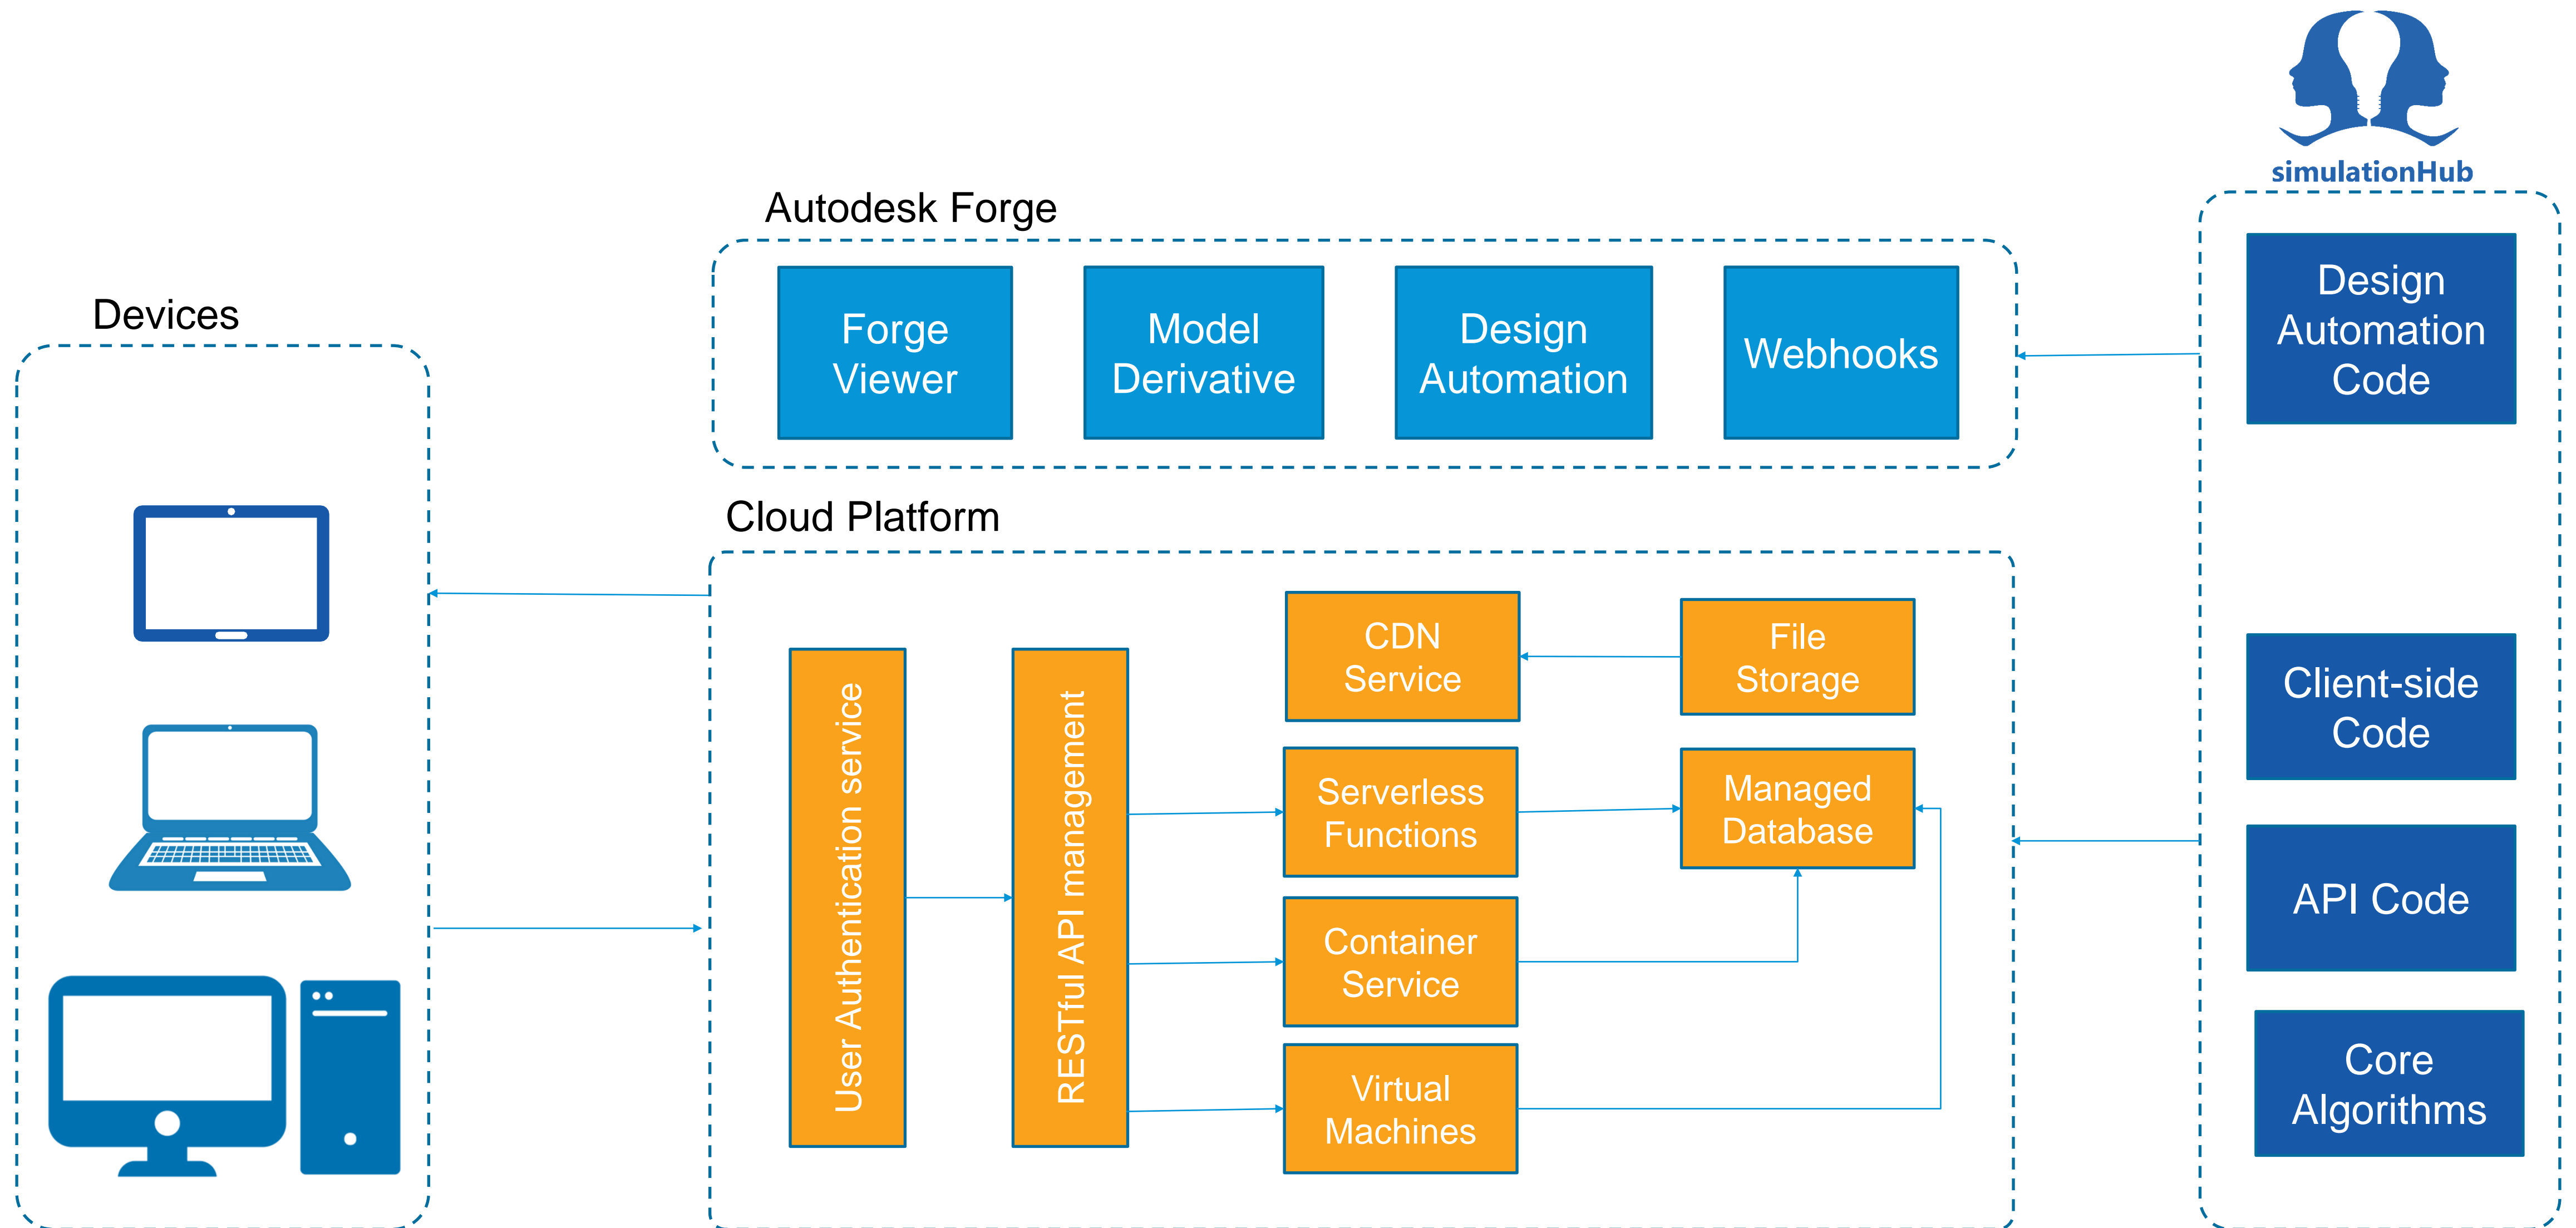 simulationHub
Autodesk Forge
Forge
Viewer
Model
Derivative
Design
Automation
Webhooks
Design
Automation
Code
Devices
Cloud Platform
User Authentication service
RESTful API management
CDN
Service
File
Storage
Serverless
Functions
Managed
Database
Container
Service
Virtual
Machines
Client-side
Code
API Code
Core
Algorithms